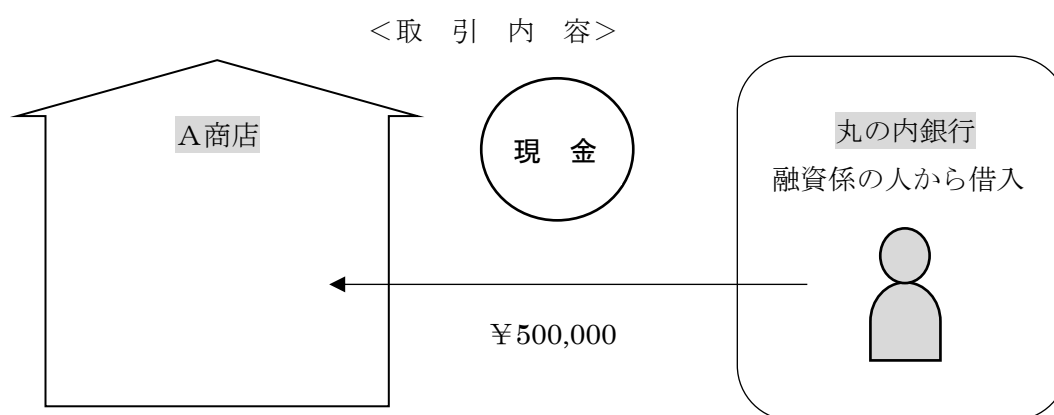 ＜取　引　内　容＞
A商店
現　金
丸の内銀行
融資係の人から借入
￥500,000